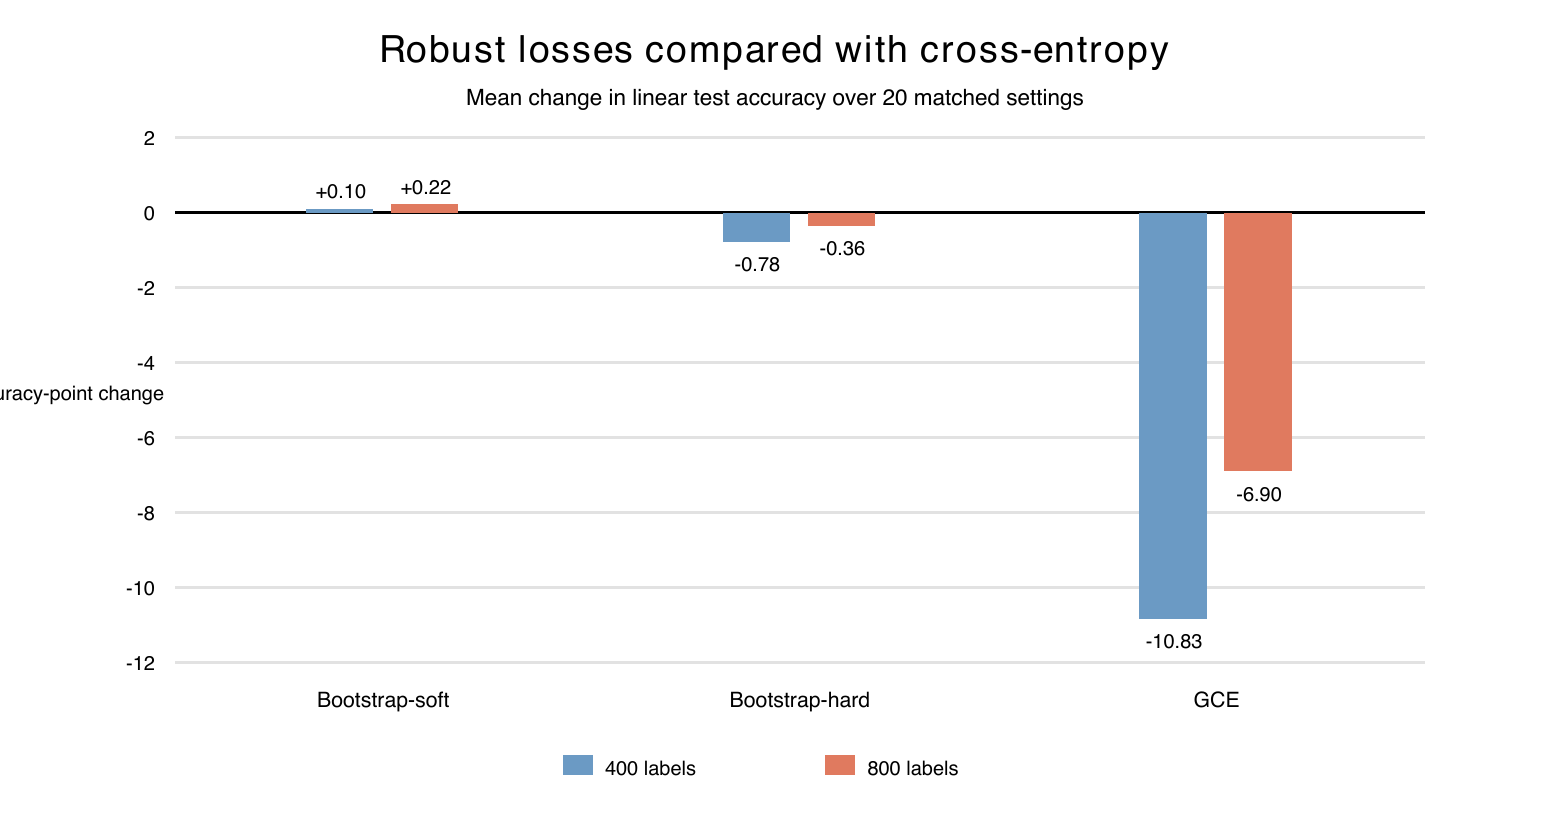 Robust losses compared with cross-entropy
Mean change in linear test accuracy over 20 matched settings
2
+0.10
+0.22
0
-0.78
-0.36
-2
-4
change
-6
-6.90
-8
-10
-10.83
-12
Bootstrap-soft
Bootstrap-hard
GCE
400 labels
800 labels